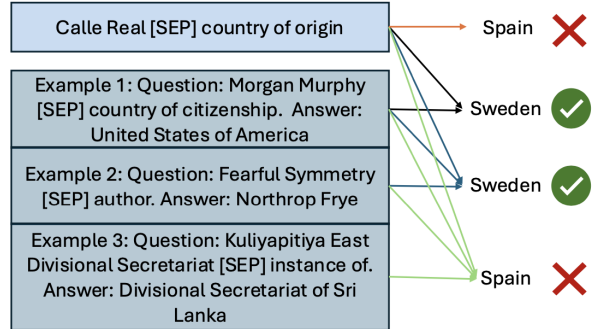 Calle Real [SEP] country of origin
Spain
Example 1: Question: Morgan Murphy
[SEP] country of citizenship.  Answer:
United States of America
Sweden
Example 2: Question: Fearful Symmetry
[SEP] author. Answer: Northrop Frye
Sweden
Example 3: Question: Kuliyapitiya East
Divisional Secretariat [SEP] instance of.
Answer: Divisional Secretariat of Sri
Lanka
Spain